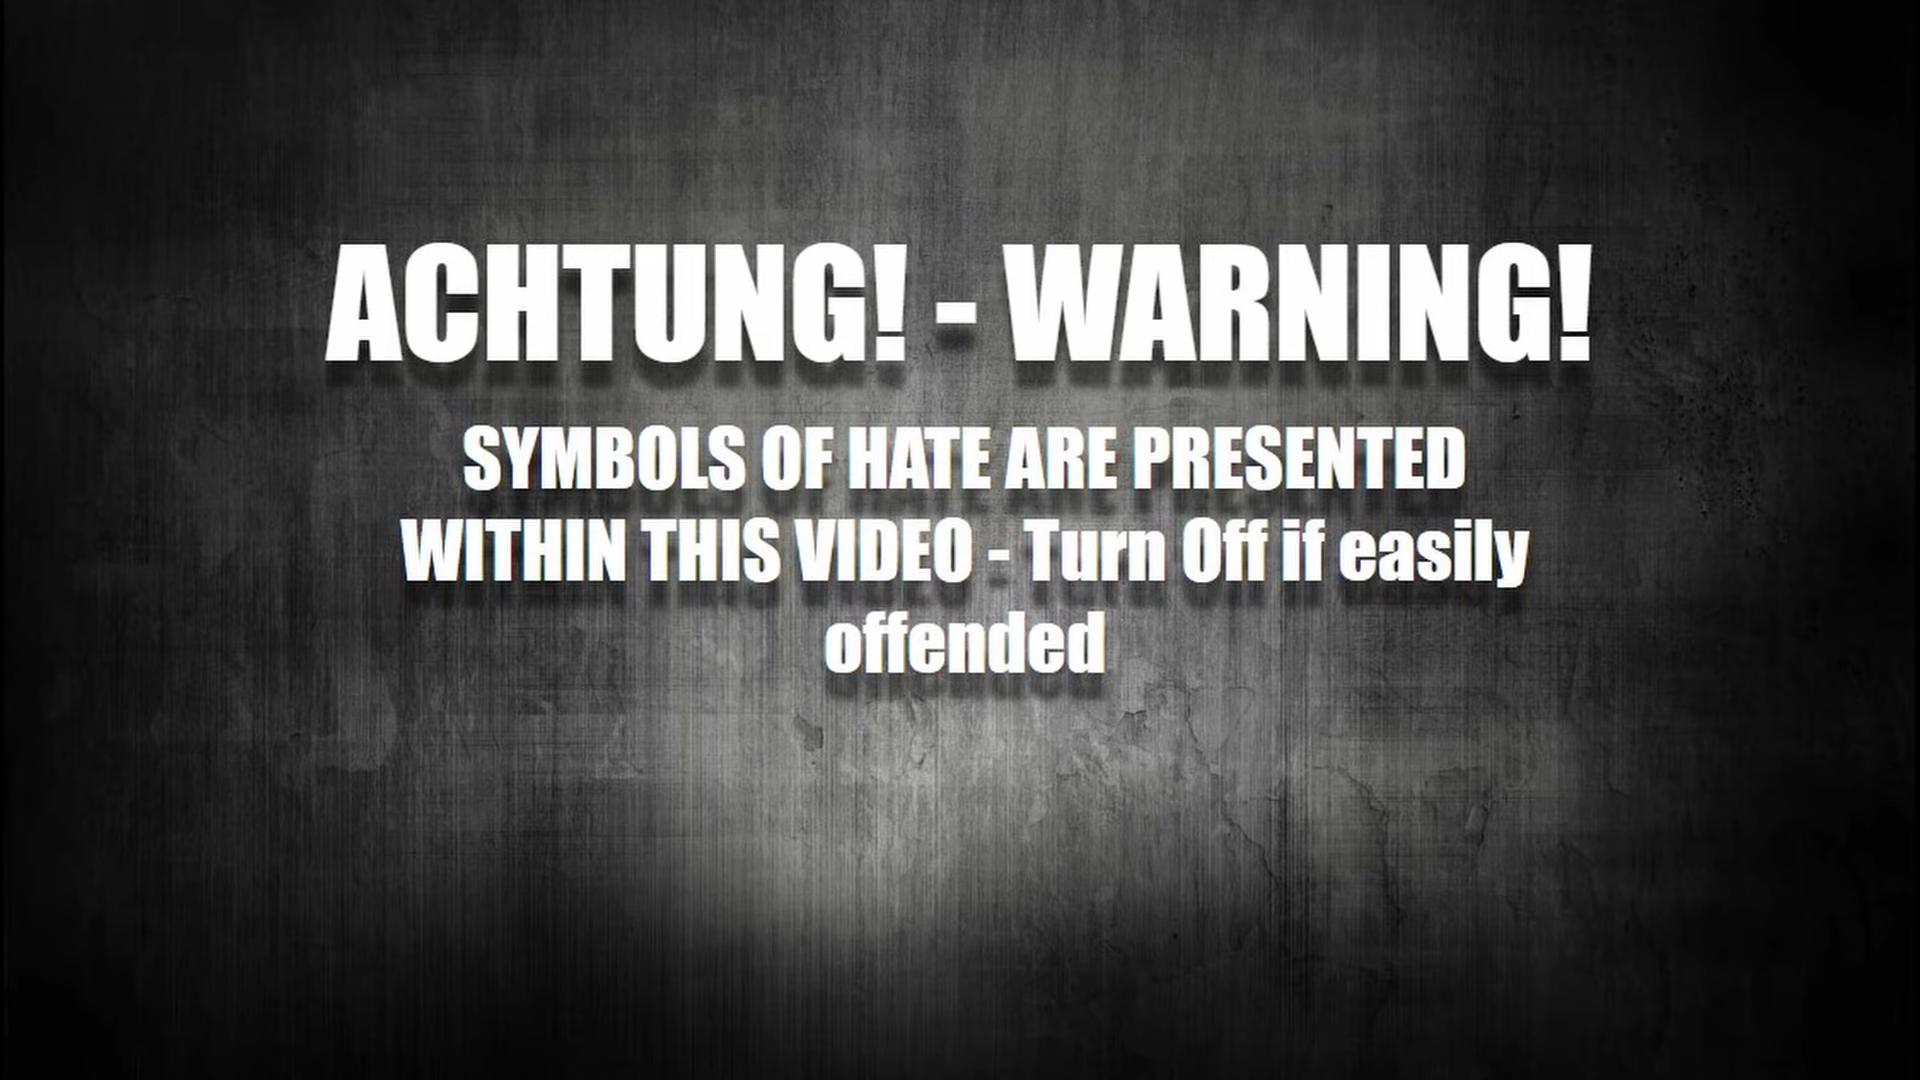 ACHTUNG! - WARNING!
SYMBOLS OF HATE ARE PRESENTED
WITHIN THIS VIDEO - Turn Off if easily
offended